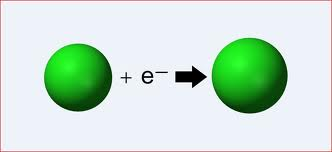 + e⁻